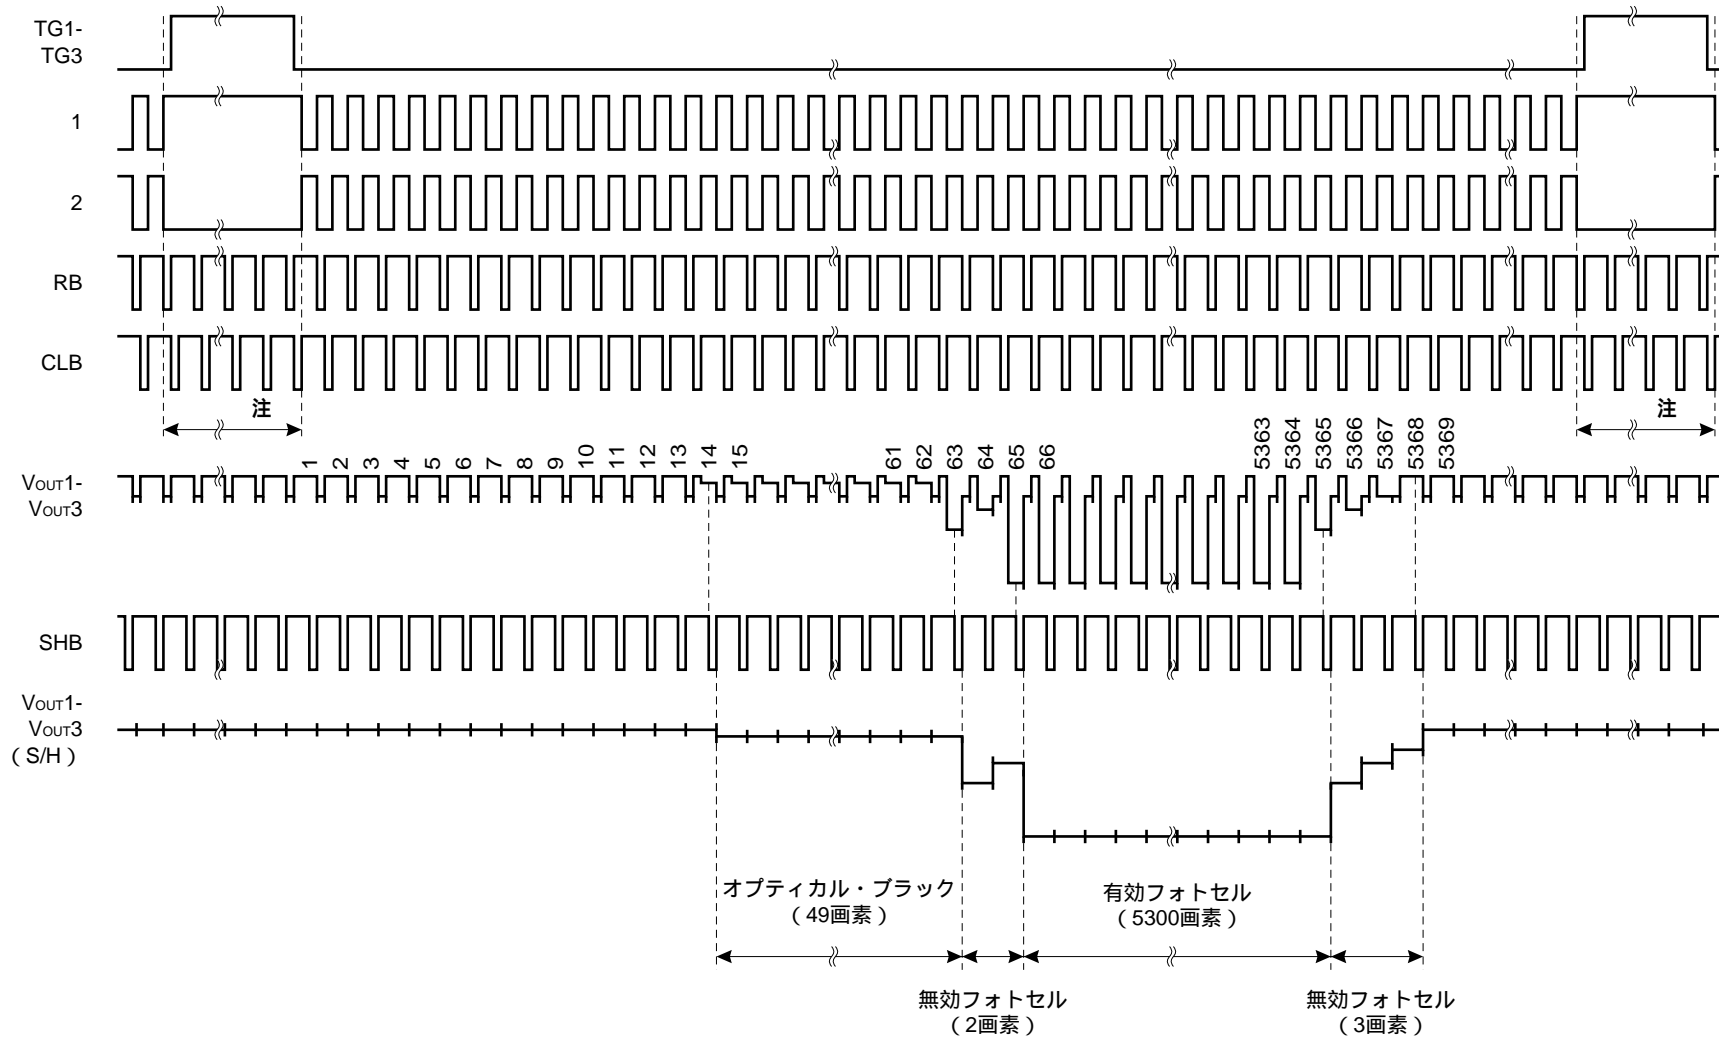 TG1-
TG3
1
2
RB
CLB
注
注
1
2
3
4
5
6
7
8
9
10
11
12
13
14
15
61
62
63
64
65
66
5363
5364
5365
5366
5367
5368
5369
VOUT1-
VOUT3
SHB
VOUT1-
VOUT3
（S/H）
オプティカル・ブラック
（49画素）
有効フォトセル
（5300画素）
無効フォトセル
（2画素）
無効フォトセル
（3画素）